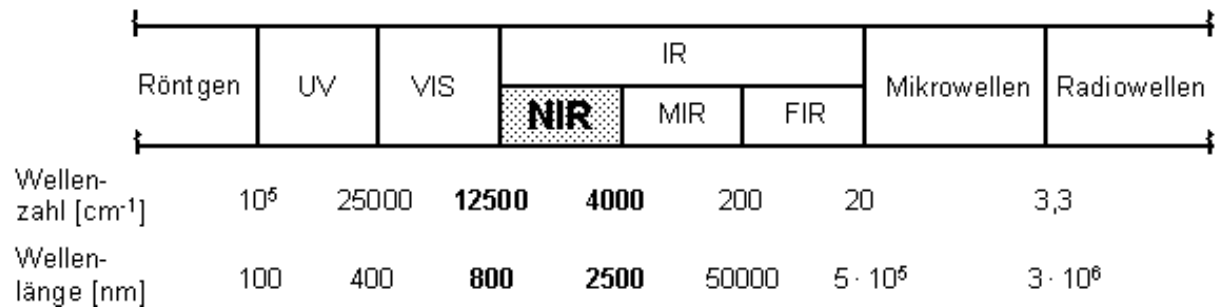 IR
Röntgen UV VIS Mikrowellen Radiowellen
NIR MIR FIR
Wellen-
zahl [cm⁻¹] 10⁵ 25000 12500 4000 200 20 3,3
Wellen-
länge [nm] 100 400 800 2500 50000 5 · 10⁵ 3 · 10⁶